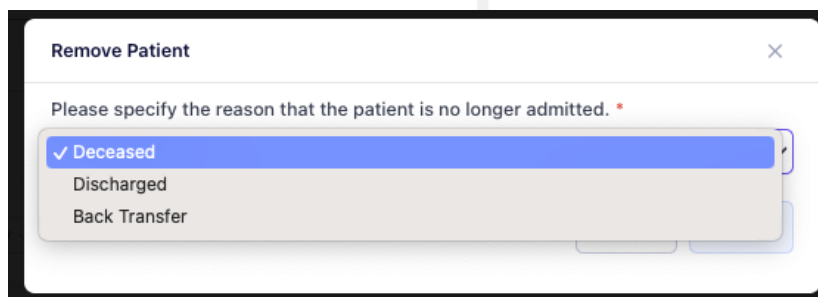 Remove Patient
Please specify the reason that the patient is no longer admitted. *
✓ Deceased
Discharged
Back Transfer